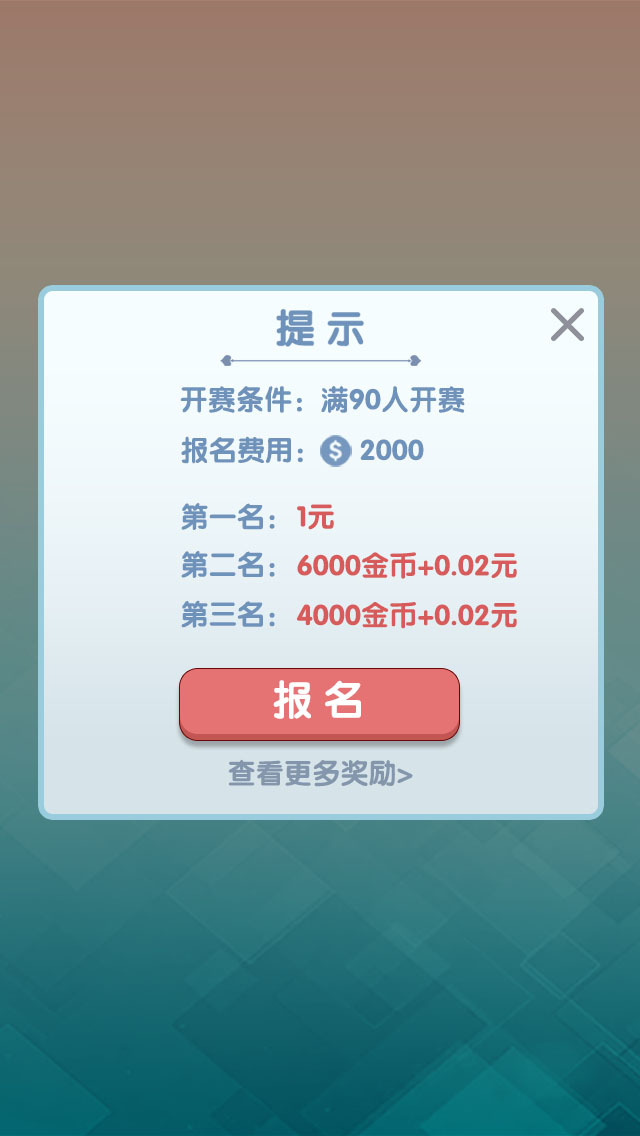 提示
开赛条件：满90人开赛
报名费用：$ 2000
第一名：1元
第二名：6000金币+0.02元
第三名：4000金币+0.02元
报名
查看更多奖励>